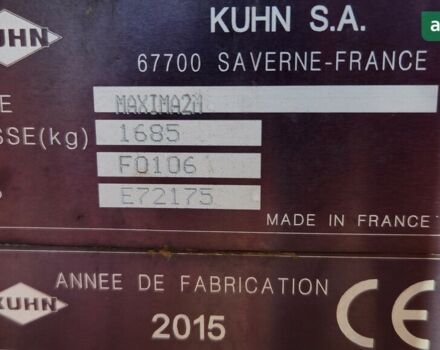 KUHN
KUHN S.A.
67700 SAVERNE-FRANCE
E MAXIMA2M
SSE(kg) 1685
F0106
E72175
MADE IN FRANCE
KUHN
ANNEE DE FABRICATION
2015
CE